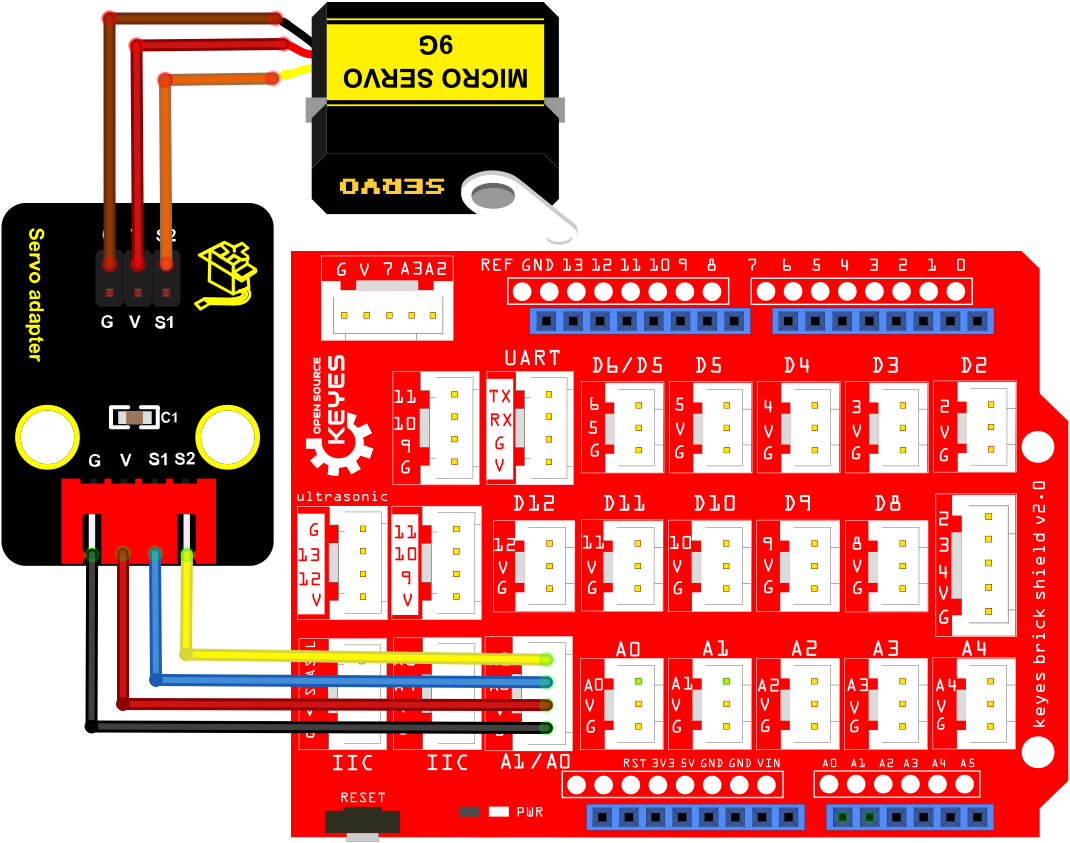 MICRO SERVO
9G
SERVO
Servo adapter
G V S1
C1
G V S1 S2
G V 7 A3 A2
REF GND 13 12 11 10 9 8
7 6 5 4 3 2 1 0
OPEN SOURCE
KEYES
11
10
9
G
UART
TX
RX
G
V
D6/D5
6
5
G
D5
5
V
G
D4
4
V
G
D3
3
V
G
D2
2
V
G
ultrasonic
G
13
12
V
11
10
9
V
D12
12
V
G
D11
11
V
G
D10
10
V
G
D9
9
V
G
D8
8
V
G
2
3
4
V
G
IIC
IIC
A1/A0
A0
A0
V
G
A1
A1
V
G
A2
A2
V
G
A3
A3
V
G
A4
A4
V
G
keyes brick shield v2.0
RST 3V3 5V GND GND VIN
A0 A1 A2 A3 A4 A5
RESET
PWR